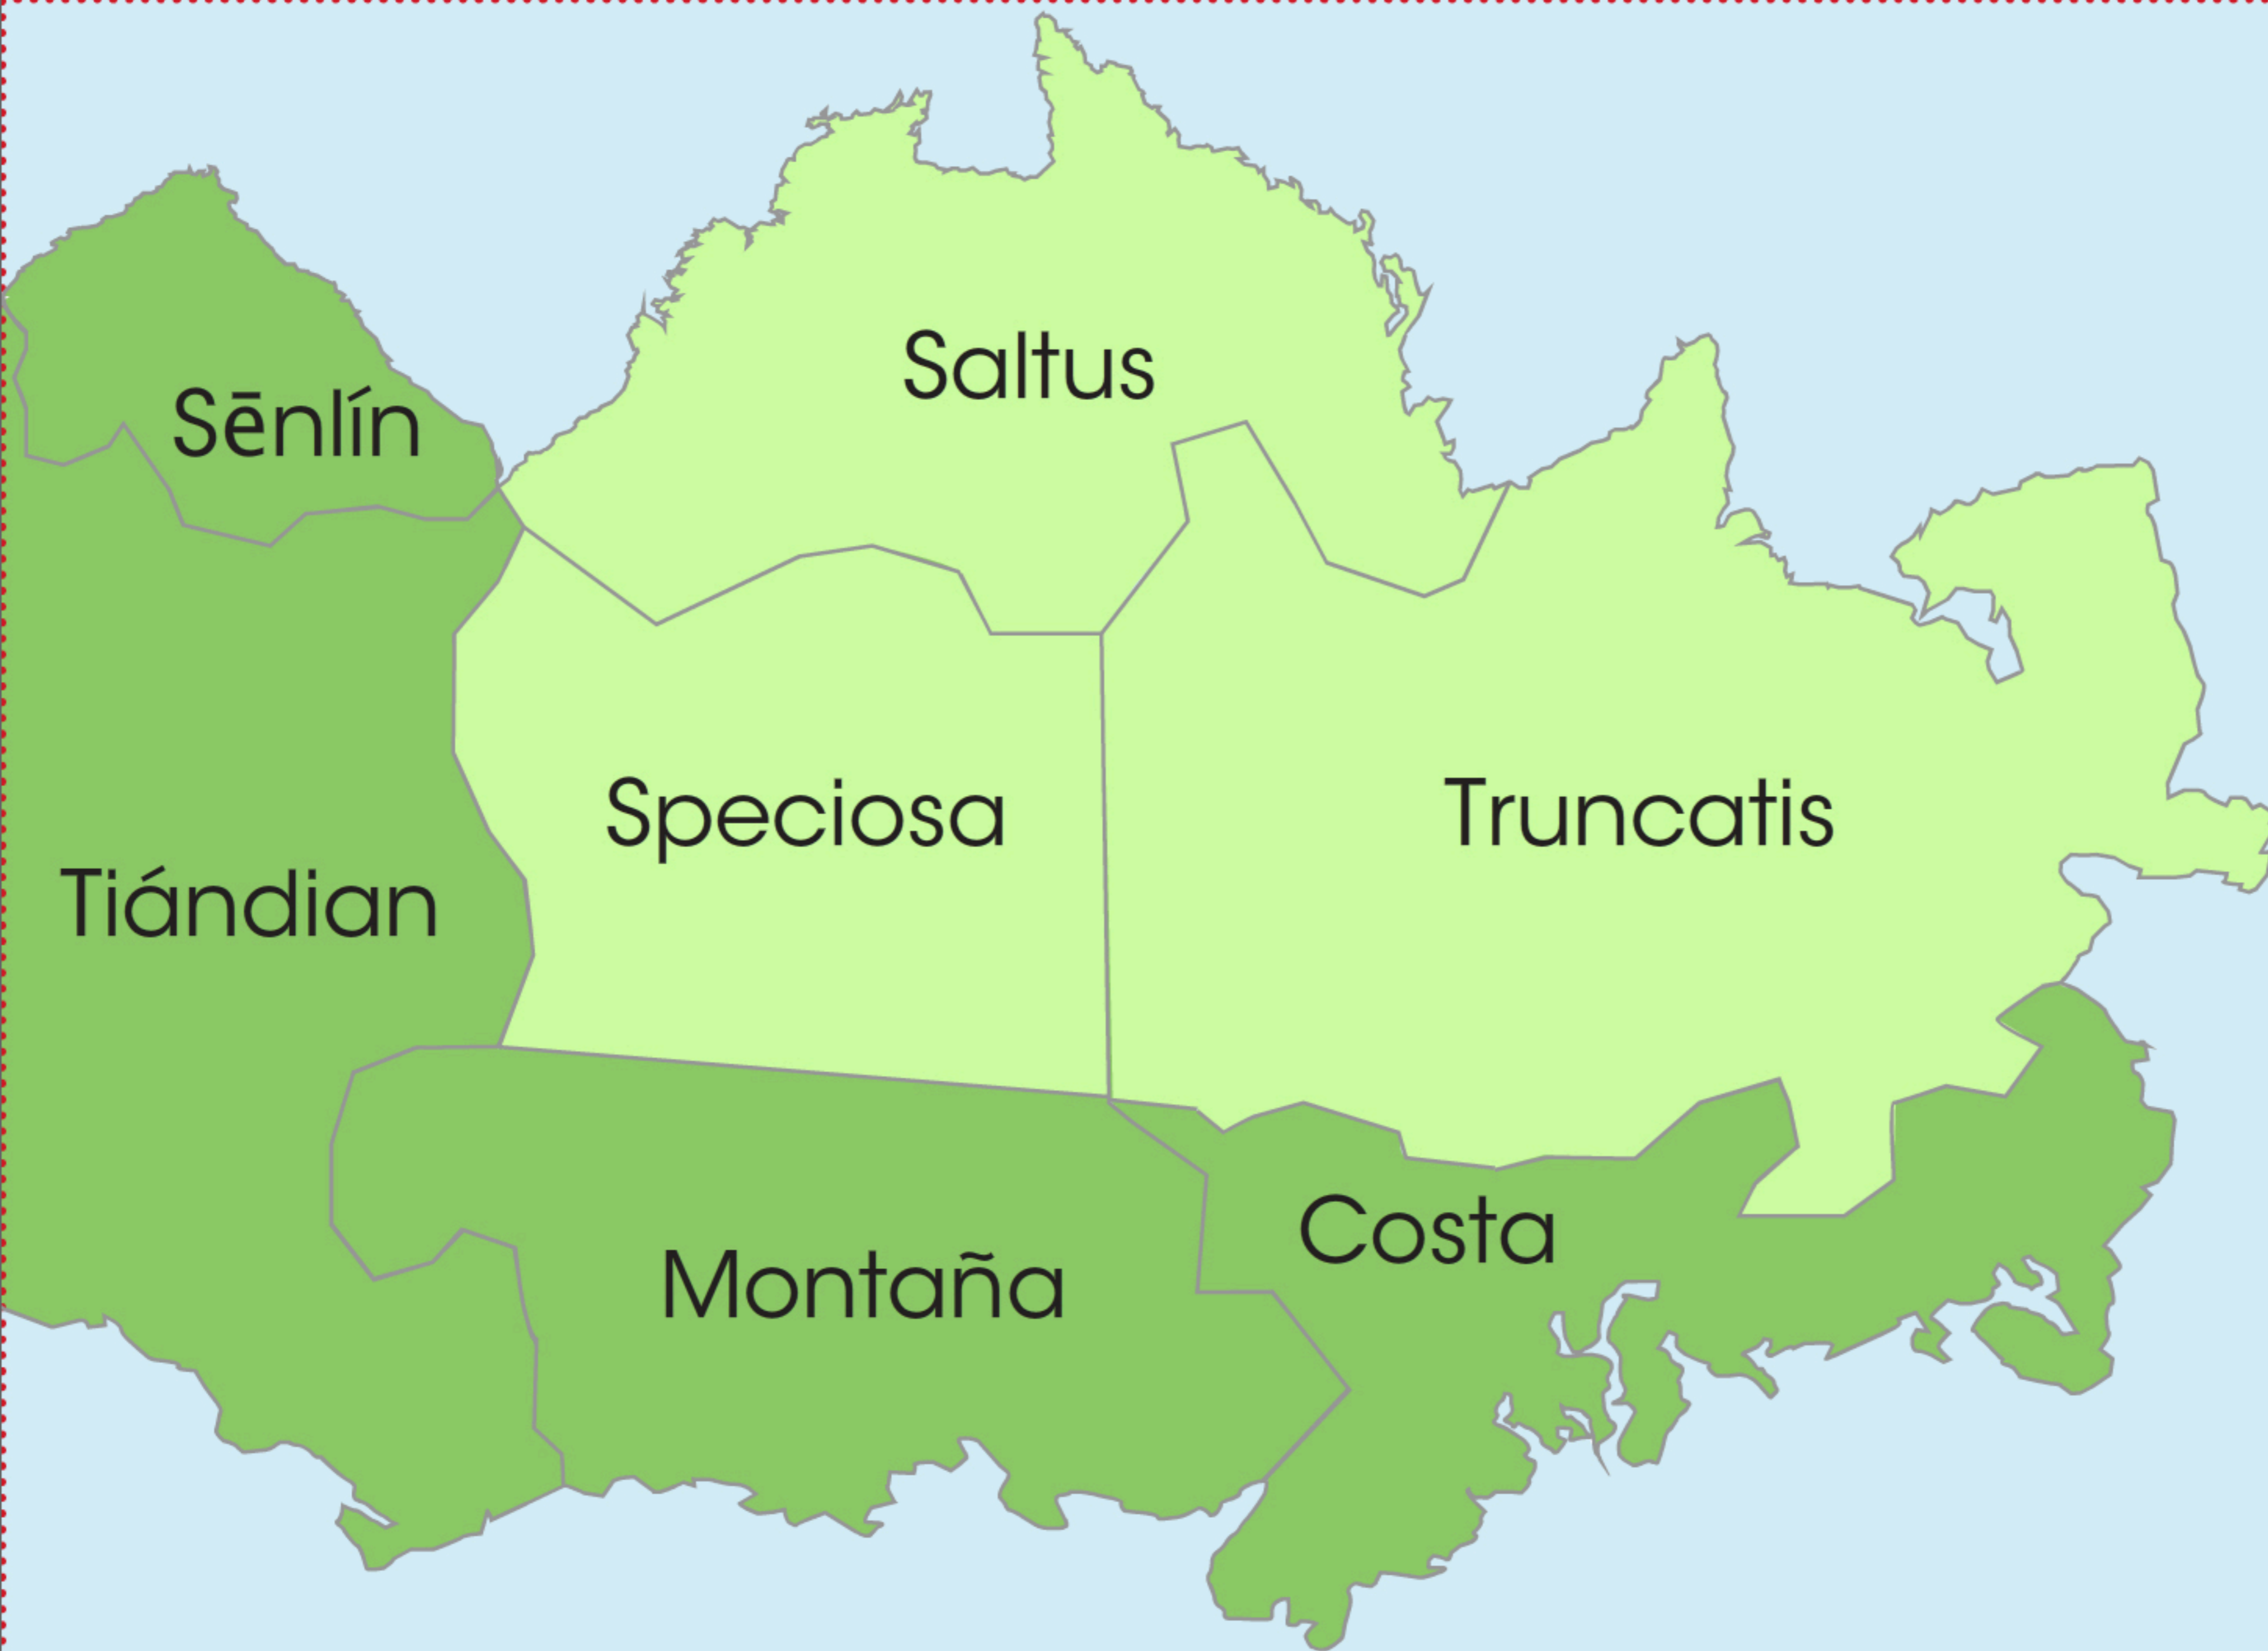 Saltus
Sēnlín
Speciosa
Truncatis
Tiándian
Costa
Montaña